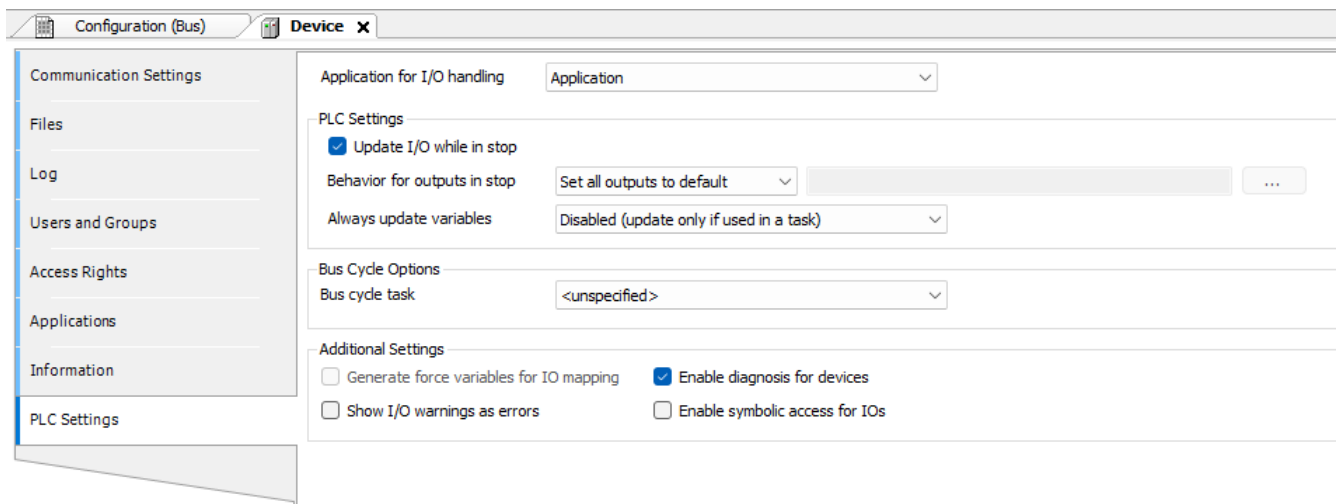 Configuration (Bus) Device X
Communication Settings
Files
Log
Users and Groups
Access Rights
Applications
Information
PLC Settings
Application for I/O handling Application
PLC Settings
Update I/O while in stop
Behavior for outputs in stop Set all outputs to default ...
Always update variables Disabled (update only if used in a task)
Bus Cycle Options
Bus cycle task <unspecified>
Additional Settings
Generate force variables for IO mapping Enable diagnosis for devices
Show I/O warnings as errors Enable symbolic access for IOs